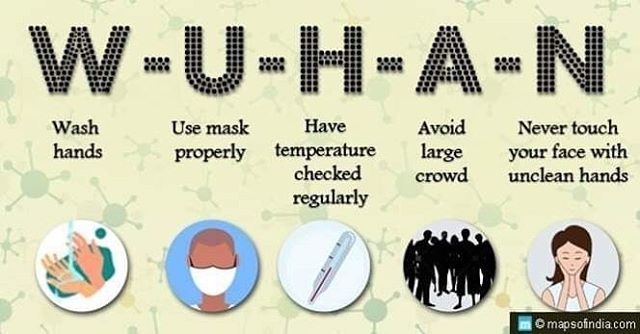 W-U-H-A-N
Wash
hands
Use mask
properly
Have
temperature
checked
regularly
Avoid
large
crowd
Never touch
your face with
unclean hands
m © mapsofindia.com